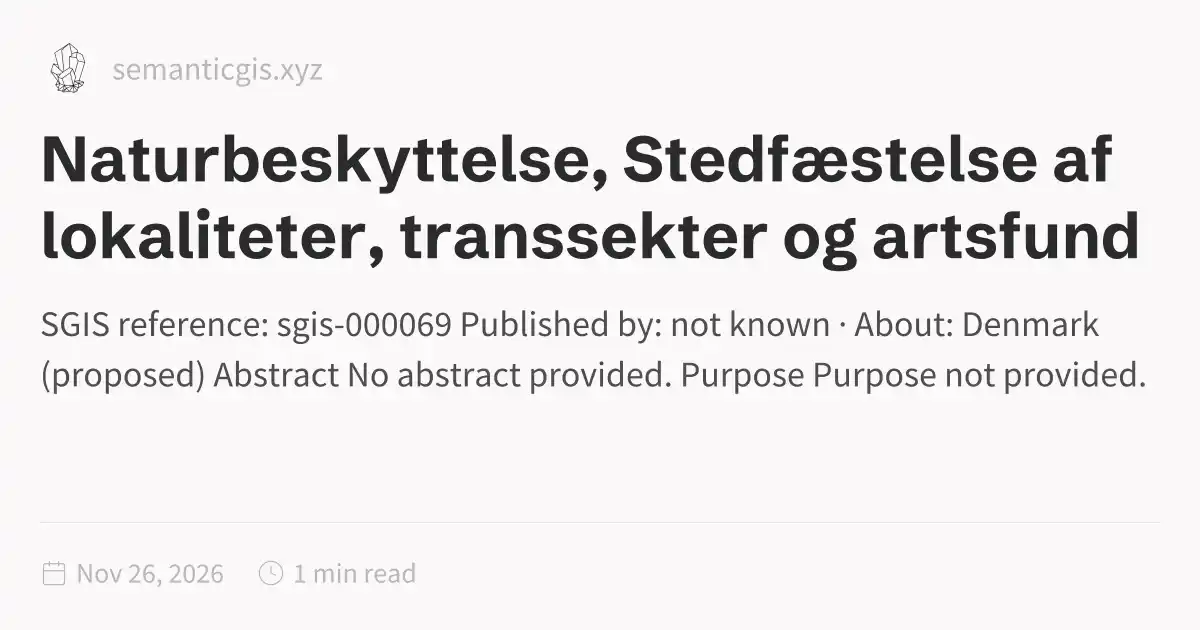 semanticgis.xyz
Naturbeskyttelse, Stedfæstelse af
lokaliteter, transsekter og artsfund
SGIS reference: sgis-000069 Published by: not known · About: Denmark
(proposed) Abstract No abstract provided. Purpose Purpose not provided.
Nov 26, 2026 1 min read